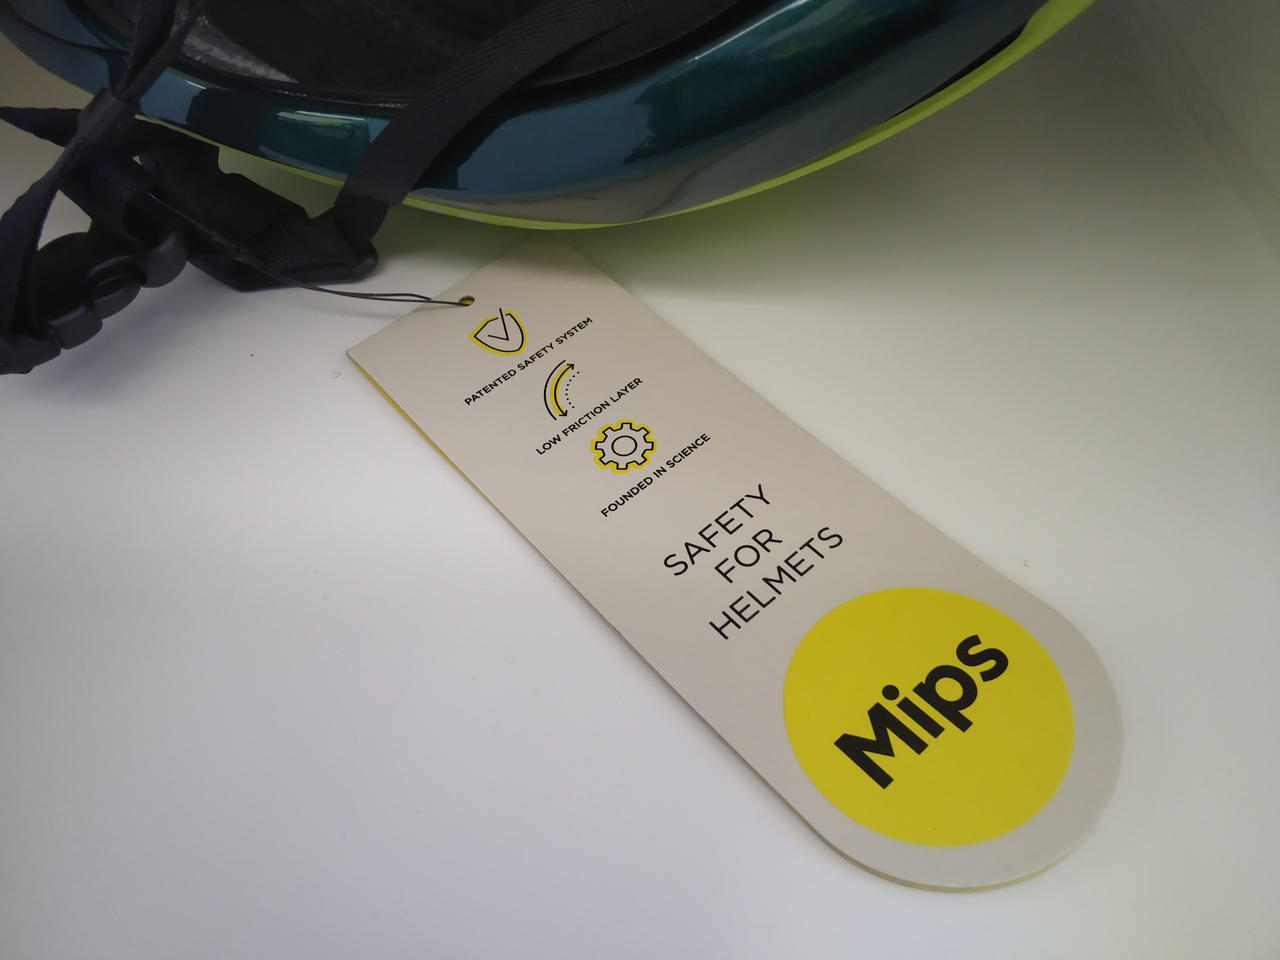 PATENTED SAFETY SYSTEM
LOW FRICTION LAYER
FOUNDED IN SCIENCE
SAFETY
FOR
HELMETS
Mips